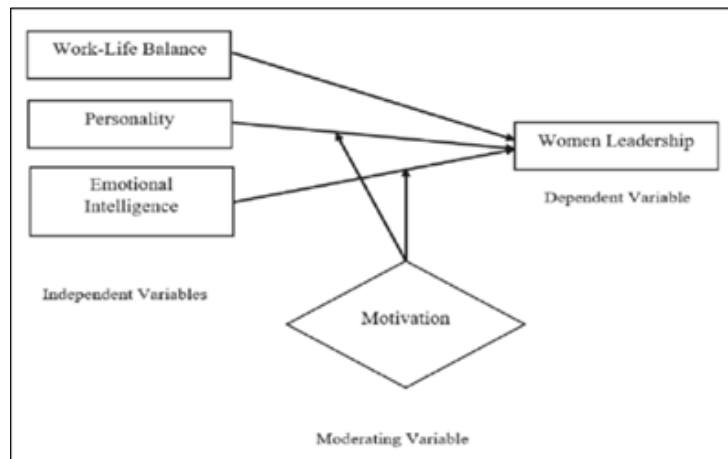 Work-Life Balance
Personality
Emotional
Intelligence
Independent Variables
Women Leadership
Dependent Variable
Motivation
Moderating Variable